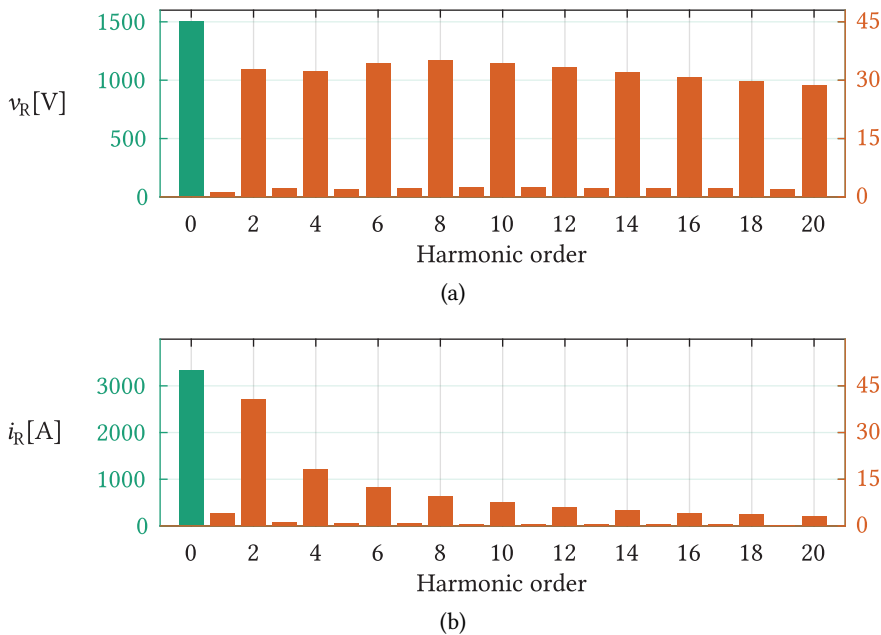 1500 45
1000 30
v_R[V]
500 15
0 0
0 2 4 6 8 10 12 14 16 18 20
Harmonic order
(a)
3000 45
2000 30
i_R[A]
1000 15
0 0
0 2 4 6 8 10 12 14 16 18 20
Harmonic order
(b)